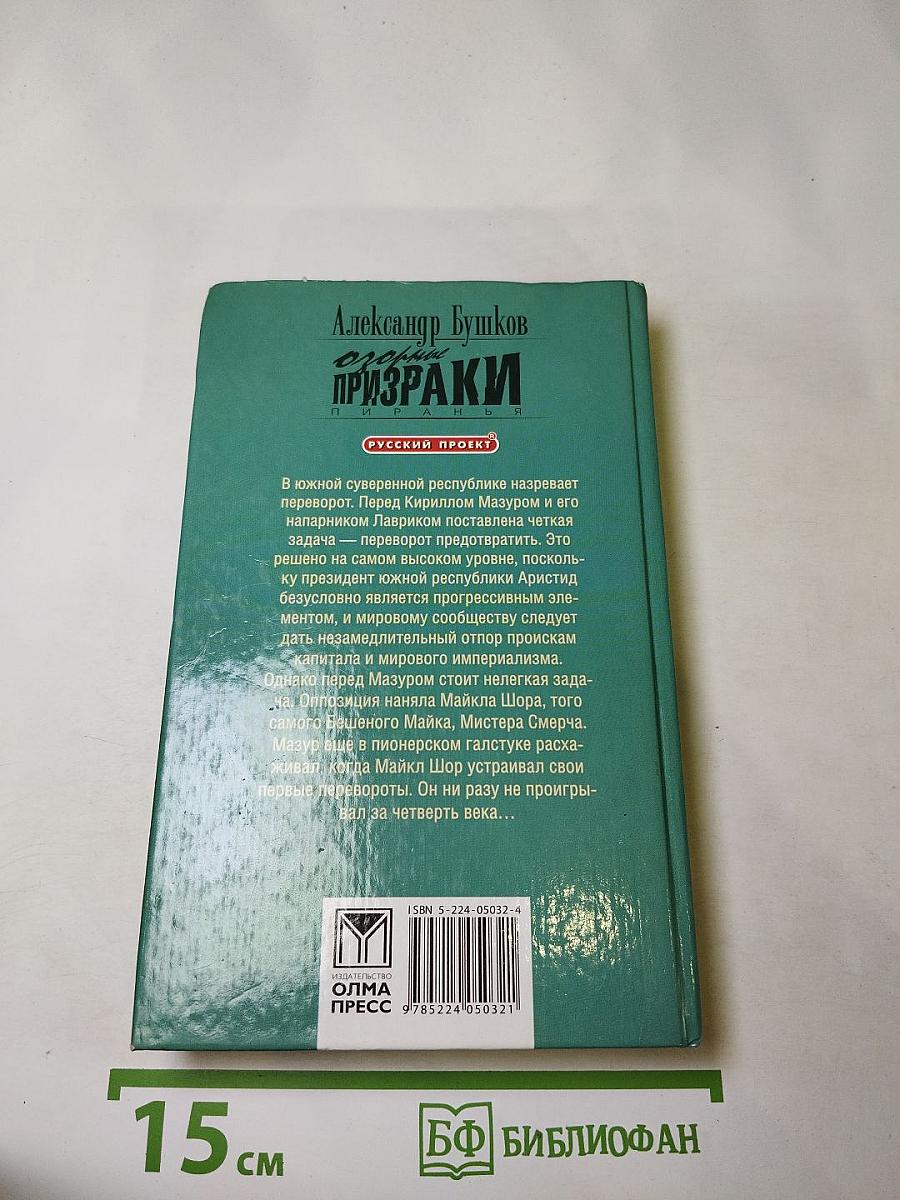 Александр Бушков
озорные
ПРИЗРАКИ
ПИРАНЬЯ
РУССКИЙ ПРОЕКТ®
В южной суверенной республике назревает
переворот. Перед Кириллом Мазуром и его
напарником Лавриком поставлена четкая
задача — переворот предотвратить. Это
решено на самом высоком уровне, посколь-
ку президент южной республики Аристид
безусловно является прогрессивным эле-
ментом, и мировому сообществу следует
дать незамедлительный отпор проискам
капитала и мирового империализма.
Однако перед Мазуром стоит нелегкая зада-
ча. Оппозиция наняла Майкла Шора, того
самого Бешеного Майка, Мистера Смерча.
Мазур еще в пионерском галстуке расха-
живал, когда Майкл Шор устраивал свои
первые перевороты. Он ни разу не проигры-
вал за четверть века...
ISBN 5-224-05032-4
ИЗДАТЕЛЬСТВО
ОЛМА
ПРЕСС
9 785224 050321
15 см
БФ БИБЛИОФАН